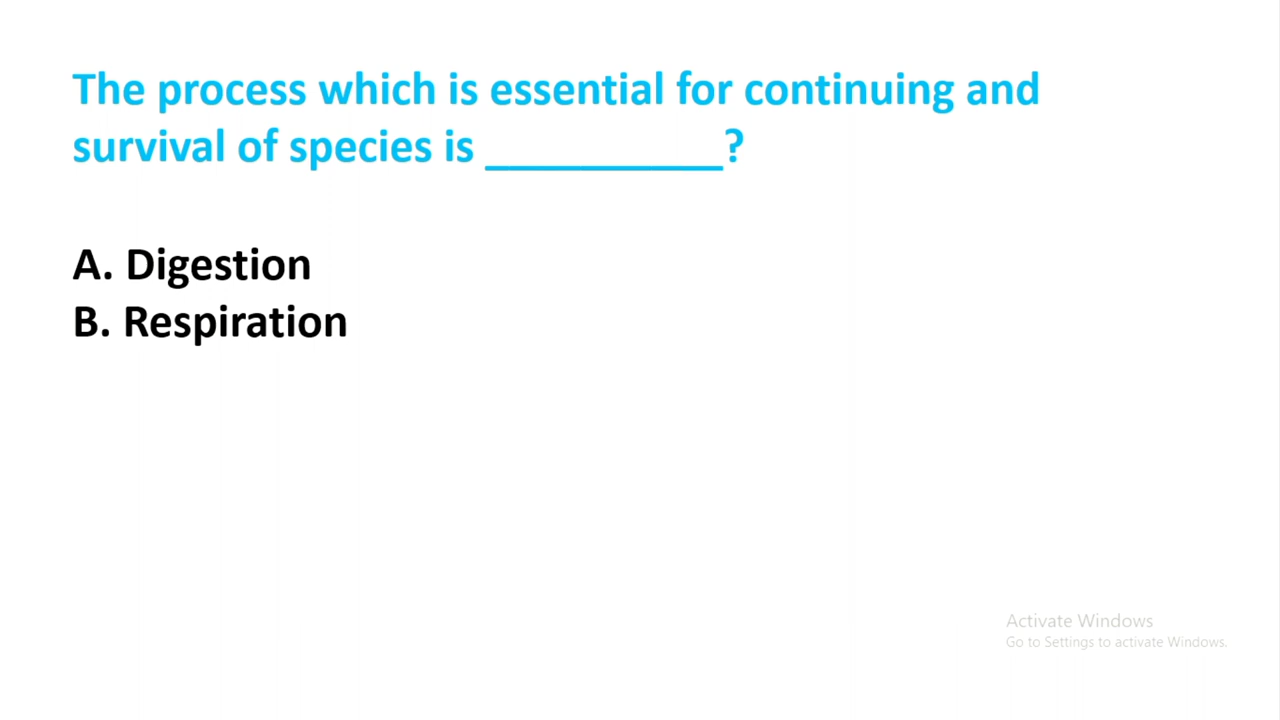 The process which is essential for continuing and
survival of species is ___________?
A. Digestion
B. Respiration
Activate Windows
Go to Settings to activate Windows.